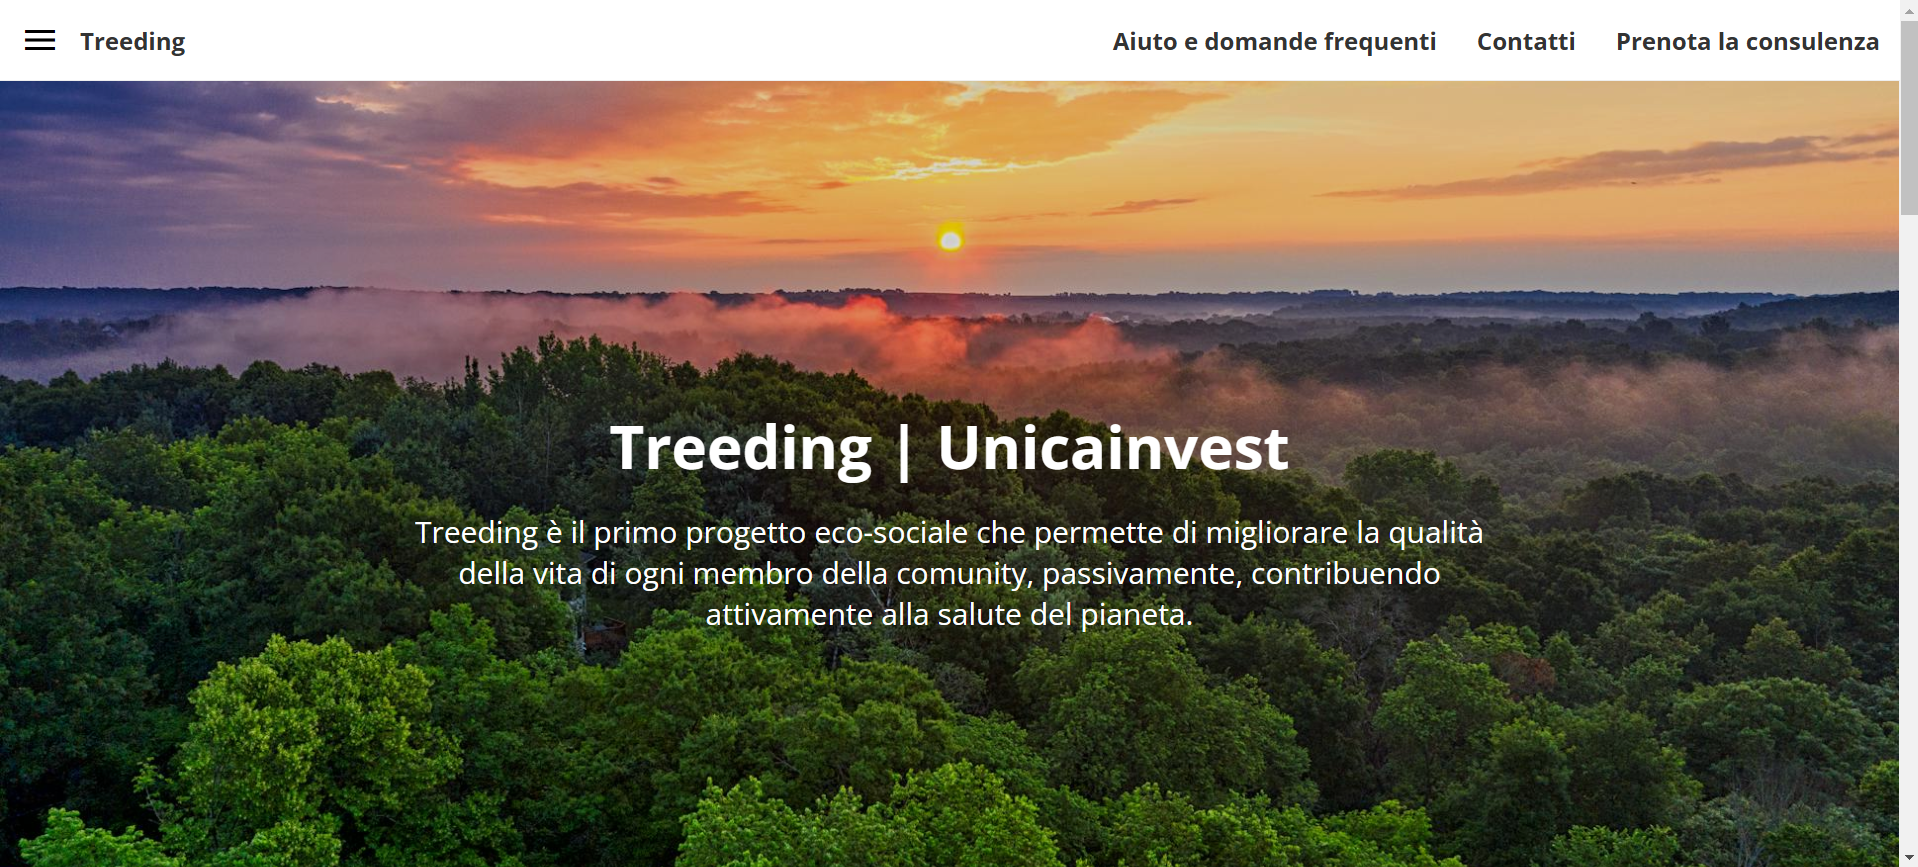 Treeding
Aiuto e domande frequenti
Contatti
Prenota la consulenza
Treeding | Unicainvest
Treeding è il primo progetto eco-sociale che permette di migliorare la qualità
della vita di ogni membro della comunity, passivamente, contribuendo
attivamente alla salute del pianeta.